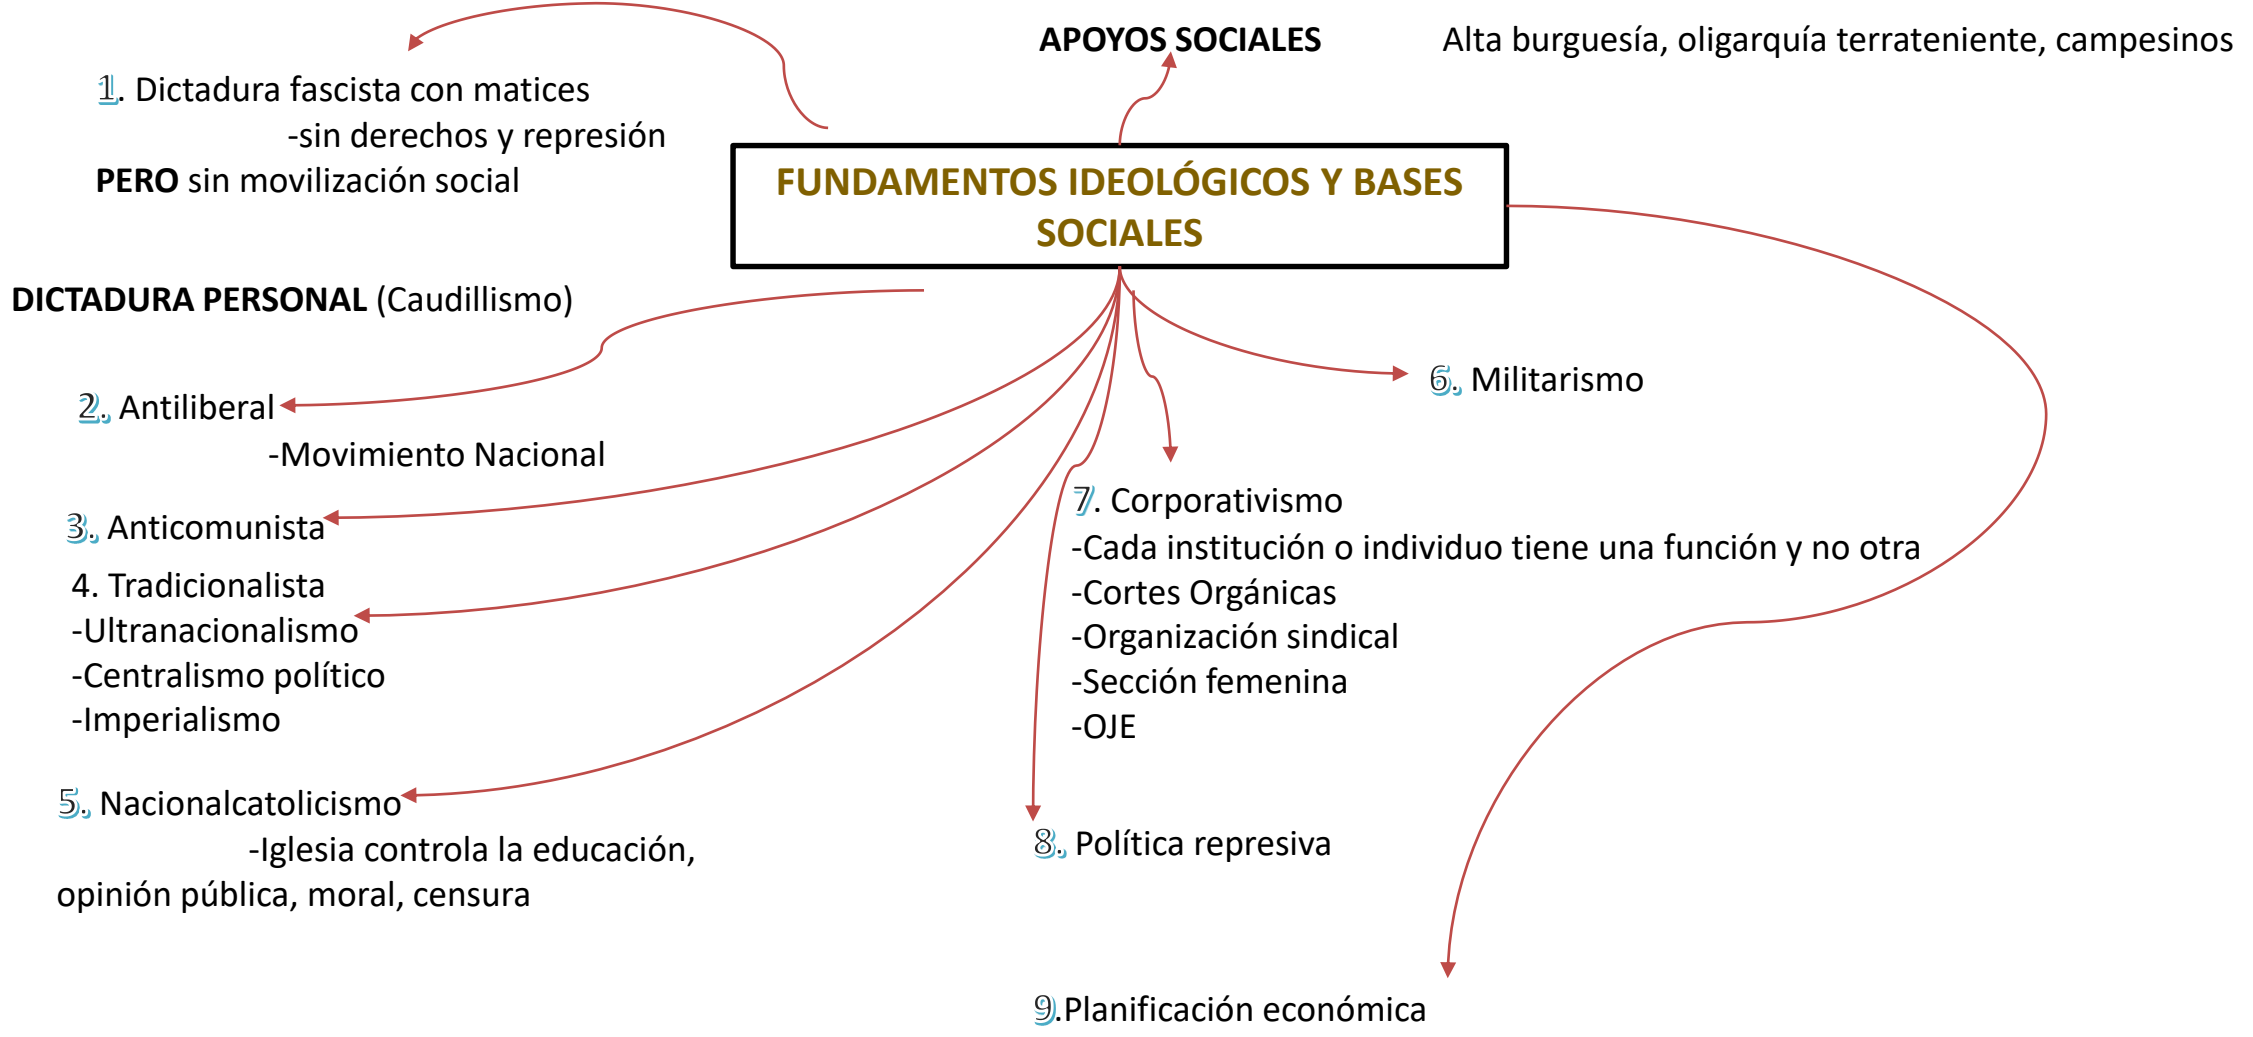 APOYOS SOCIALES
Alta burguesía, oligarquía terrateniente, campesinos
1. Dictadura fascista con matices
-sin derechos y represión
PERO sin movilización social
FUNDAMENTOS IDEOLÓGICOS Y BASES
SOCIALES
DICTADURA PERSONAL (Caudillismo)
2. Antiliberal
-Movimiento Nacional
3. Anticomunista
4. Tradicionalista
-Ultranacionalismo
-Centralismo político
-Imperialismo
5. Nacionalcatolicismo
-Iglesia controla la educación,
opinión pública, moral, censura
6. Militarismo
7. Corporativismo
-Cada institución o individuo tiene una función y no otra
-Cortes Orgánicas
-Organización sindical
-Sección femenina
-OJE
8. Política represiva
9.Planificación económica